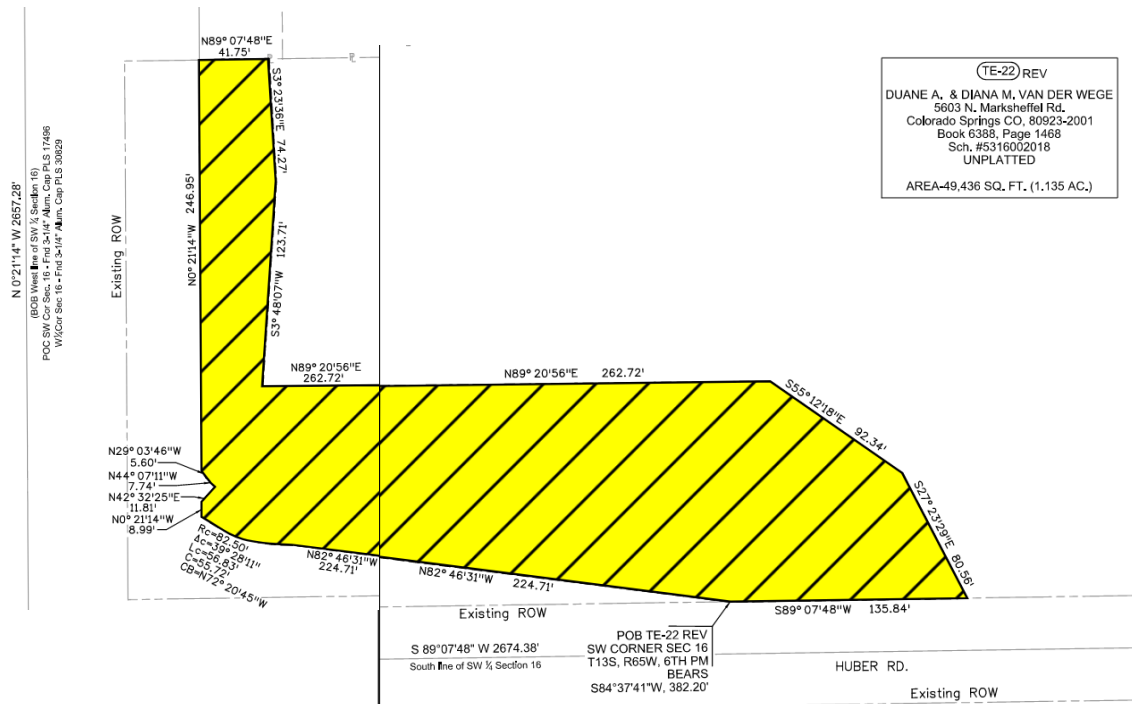 N89° 07'48"E
41.75'
S3° 23'36"E 74.27'
PL
TE-22 REV
DUANE A, & DIANA M, VAN DER WEGE
5603 N. Marksheffel Rd.
Colorado Springs CO, 80923-2001
Book 6388, Page 1468
Sch. #5316002018
UNPLATTED
AREA-49,436 SQ. FT. (1.135 AC.)
N 0°21'14" W 2657.28'
(BOB West line of SW ¼ Section 16)
POC SW Cor Sec. 16 - Fnd 3-1/4" Alum. Cap PLS 17496
W¼Cor Sec 16 - Fnd 3-1/4" Alum. Cap PLS 30829
Existing ROW
N0° 21'14"W 246.95'
S3° 48'07"W 123.71'
N89° 20'56"E
262.72'
N89° 20'56"E 262.72'
S55° 12'18"E 92.34'
S27° 23'29"E 80.56'
N29° 03'46"W
5.60'
N44° 07'11"W
7.74'
N42° 32'25"E
11.81'
N0° 21'14"W
8.99'
Rc=82.50'
Δc=39° 28'11"
Lc=56.83'
C=55.72'
CB=N72° 20'45"W
N82° 46'31"W
224.71'
N82° 46'31"W 224.71'
S89° 07'48"W 135.84'
Existing ROW
S 89°07'48" W 2674.38'
South line of SW ¼ Section 16
POB TE-22 REV
SW CORNER SEC 16
T13S, R65W, 6TH PM
BEARS
S84°37'41"W, 382.20'
HUBER RD.
Existing ROW